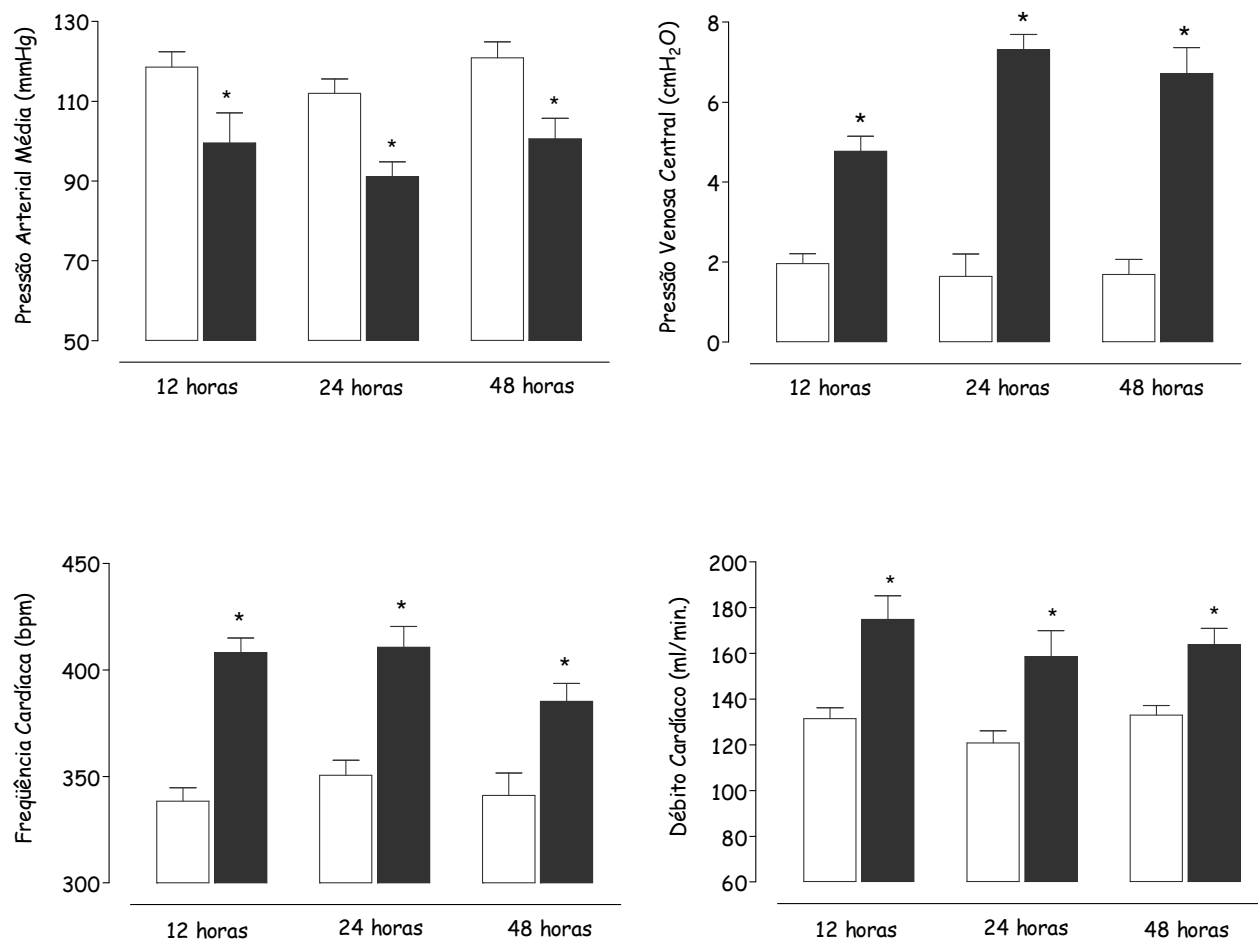 Pressão Arterial Média (mmHg)
130
110
90
70
50
*
*
*
12 horas
24 horas
48 horas
Pressão Venosa Central (cmH₂O)
8
6
4
2
0
*
*
*
12 horas
24 horas
48 horas
Freqüência Cardíaca (bpm)
450
400
350
300
*
*
*
12 horas
24 horas
48 horas
Débito Cardíaco (ml/min.)
200
180
160
140
120
100
80
60
*
*
*
12 horas
24 horas
48 horas